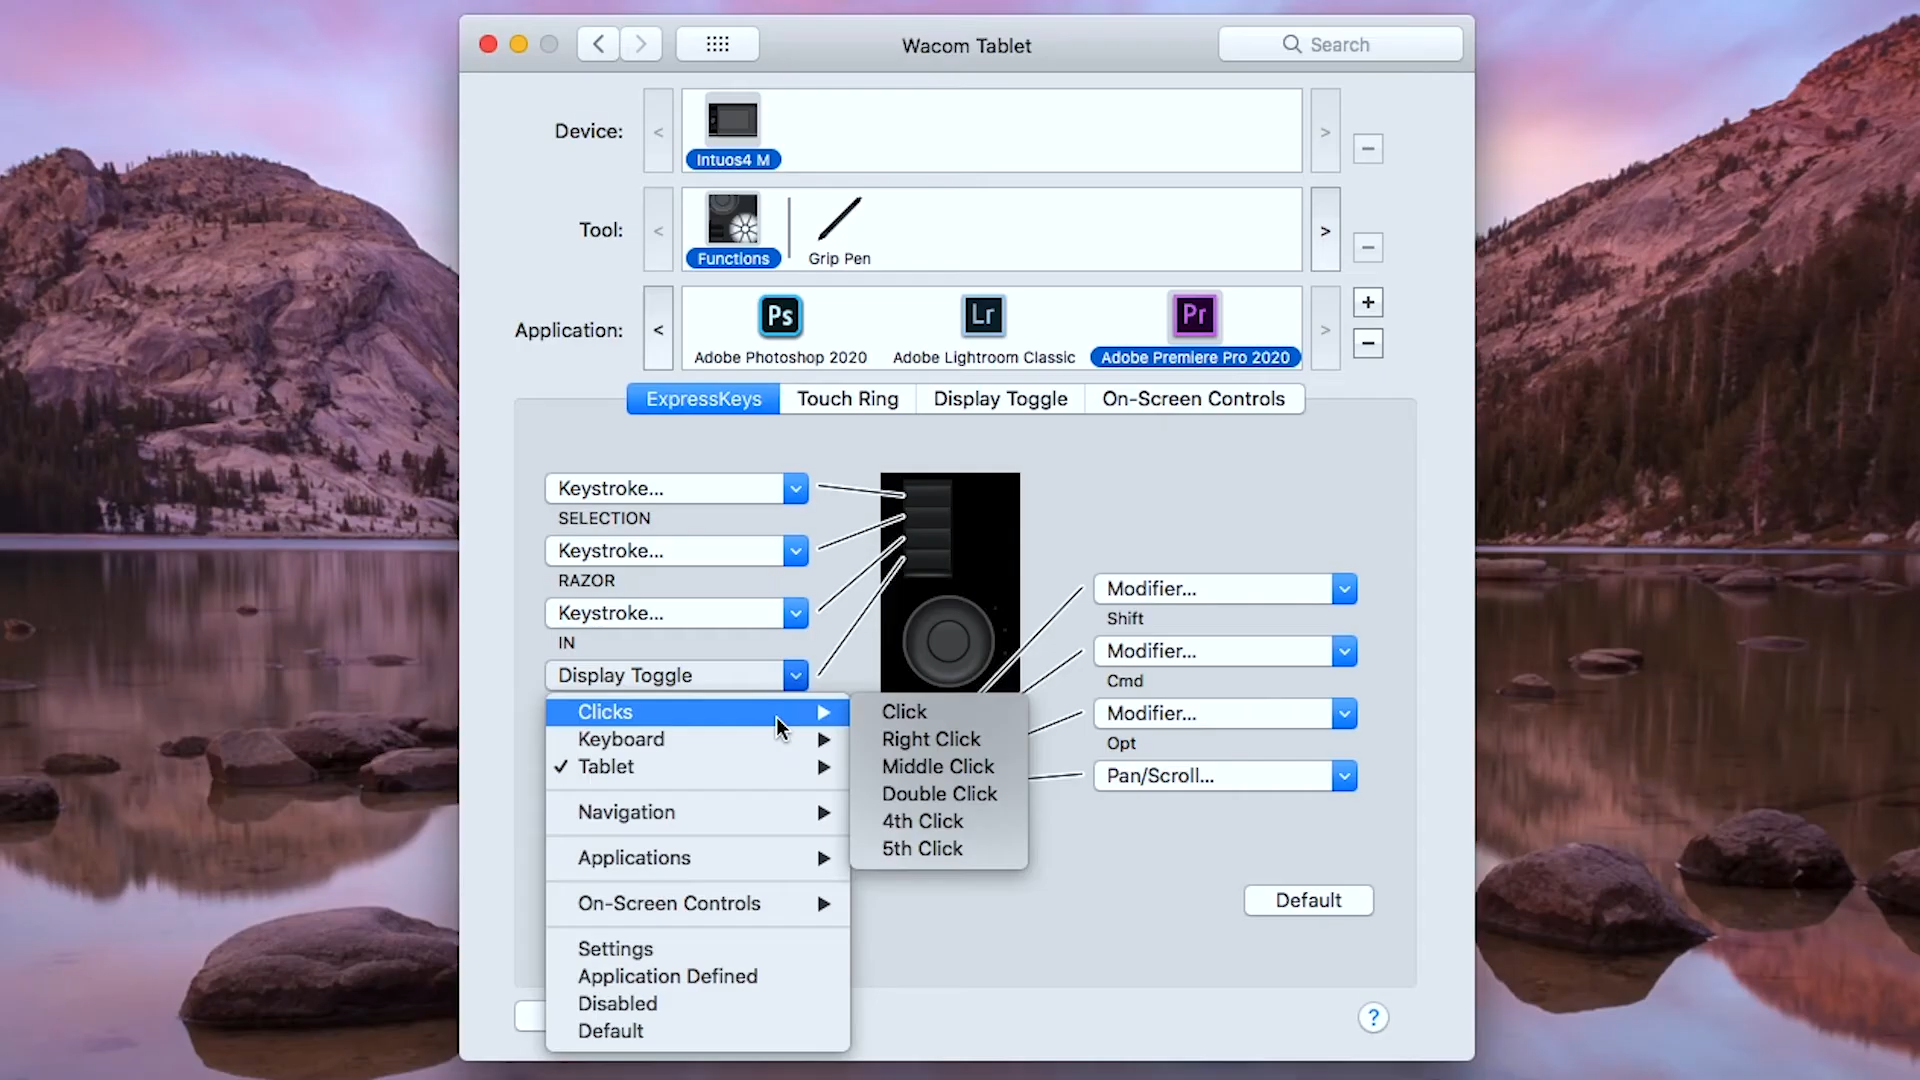 Wacom Tablet
Search
Device:
Intuos4 M
Tool:
Functions
Grip Pen
Application:
Ps
Lr
Pr
Adobe Photoshop 2020
Adobe Lightroom Classic
Adobe Premiere Pro 2020
ExpressKeys
Touch Ring
Display Toggle
On-Screen Controls
Keystroke...
SELECTION
Keystroke...
RAZOR
Keystroke...
IN
Display Toggle
Modifier...
Shift
Modifier...
Cmd
Modifier...
Opt
Pan/Scroll...
Clicks
Keyboard
✓ Tablet
Navigation
Applications
On-Screen Controls
Settings
Application Defined
Disabled
Default
Click
Right Click
Middle Click
Double Click
4th Click
5th Click
Default
?